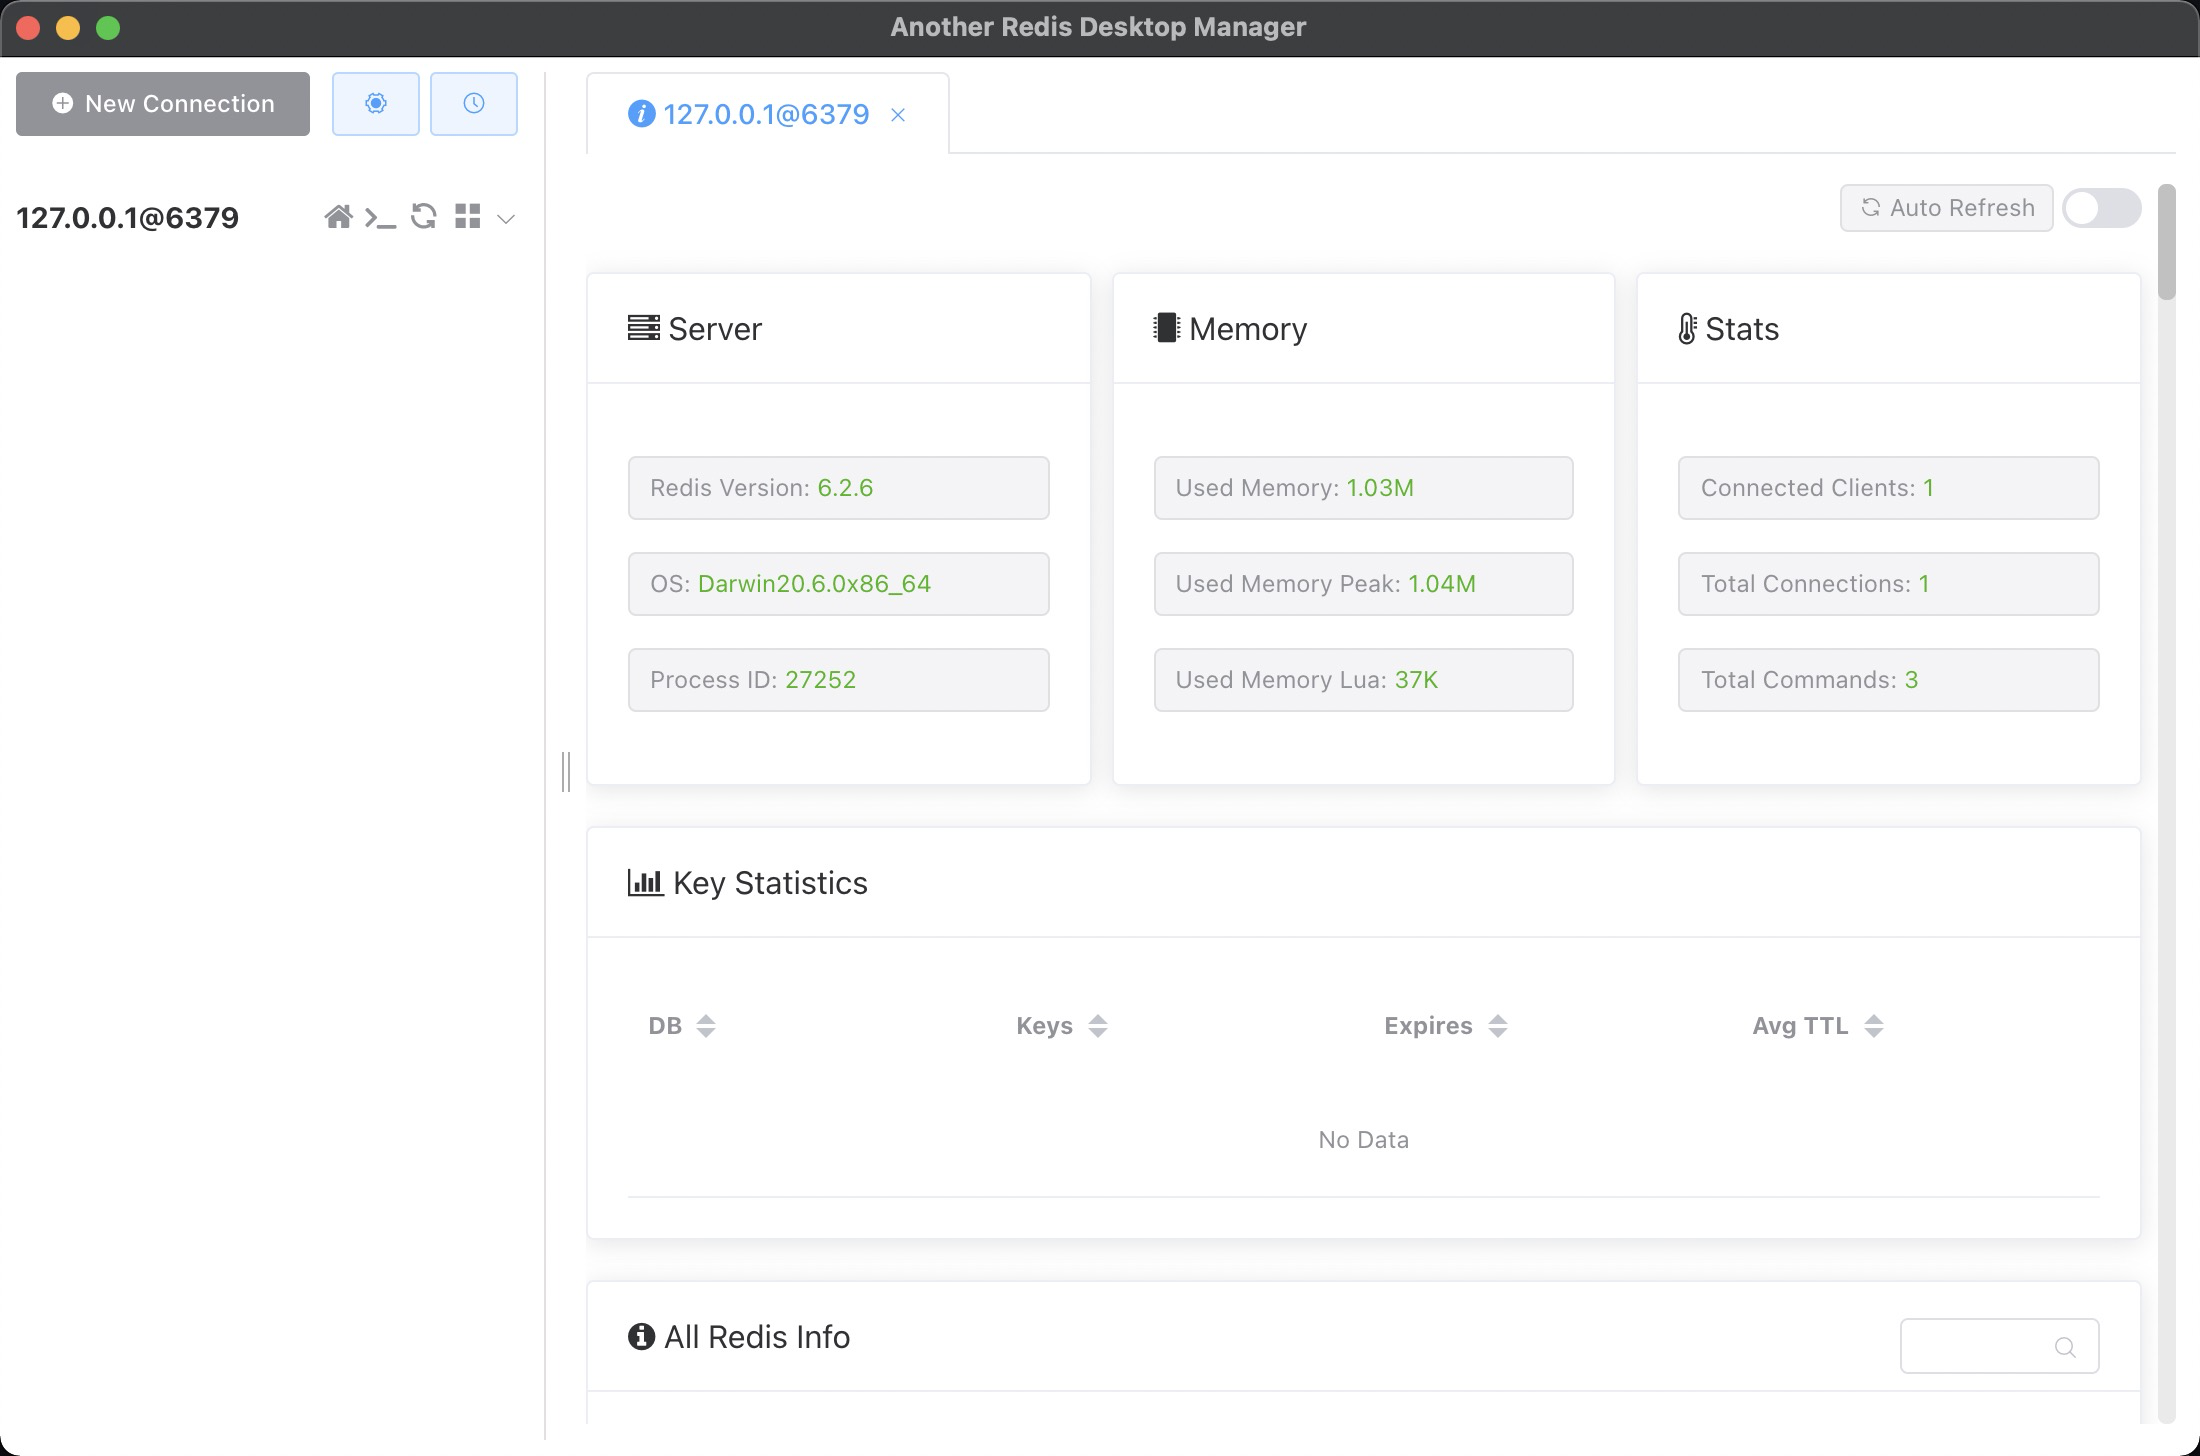 Another Redis Desktop Manager
New Connection
127.0.0.1@6379
127.0.0.1@6379
Auto Refresh
Server
Redis Version: 6.2.6
OS: Darwin20.6.0x86_64
Process ID: 27252
Memory
Used Memory: 1.03M
Used Memory Peak: 1.04M
Used Memory Lua: 37K
Stats
Connected Clients: 1
Total Connections: 1
Total Commands: 3
Key Statistics
DB Keys Expires Avg TTL
No Data
All Redis Info